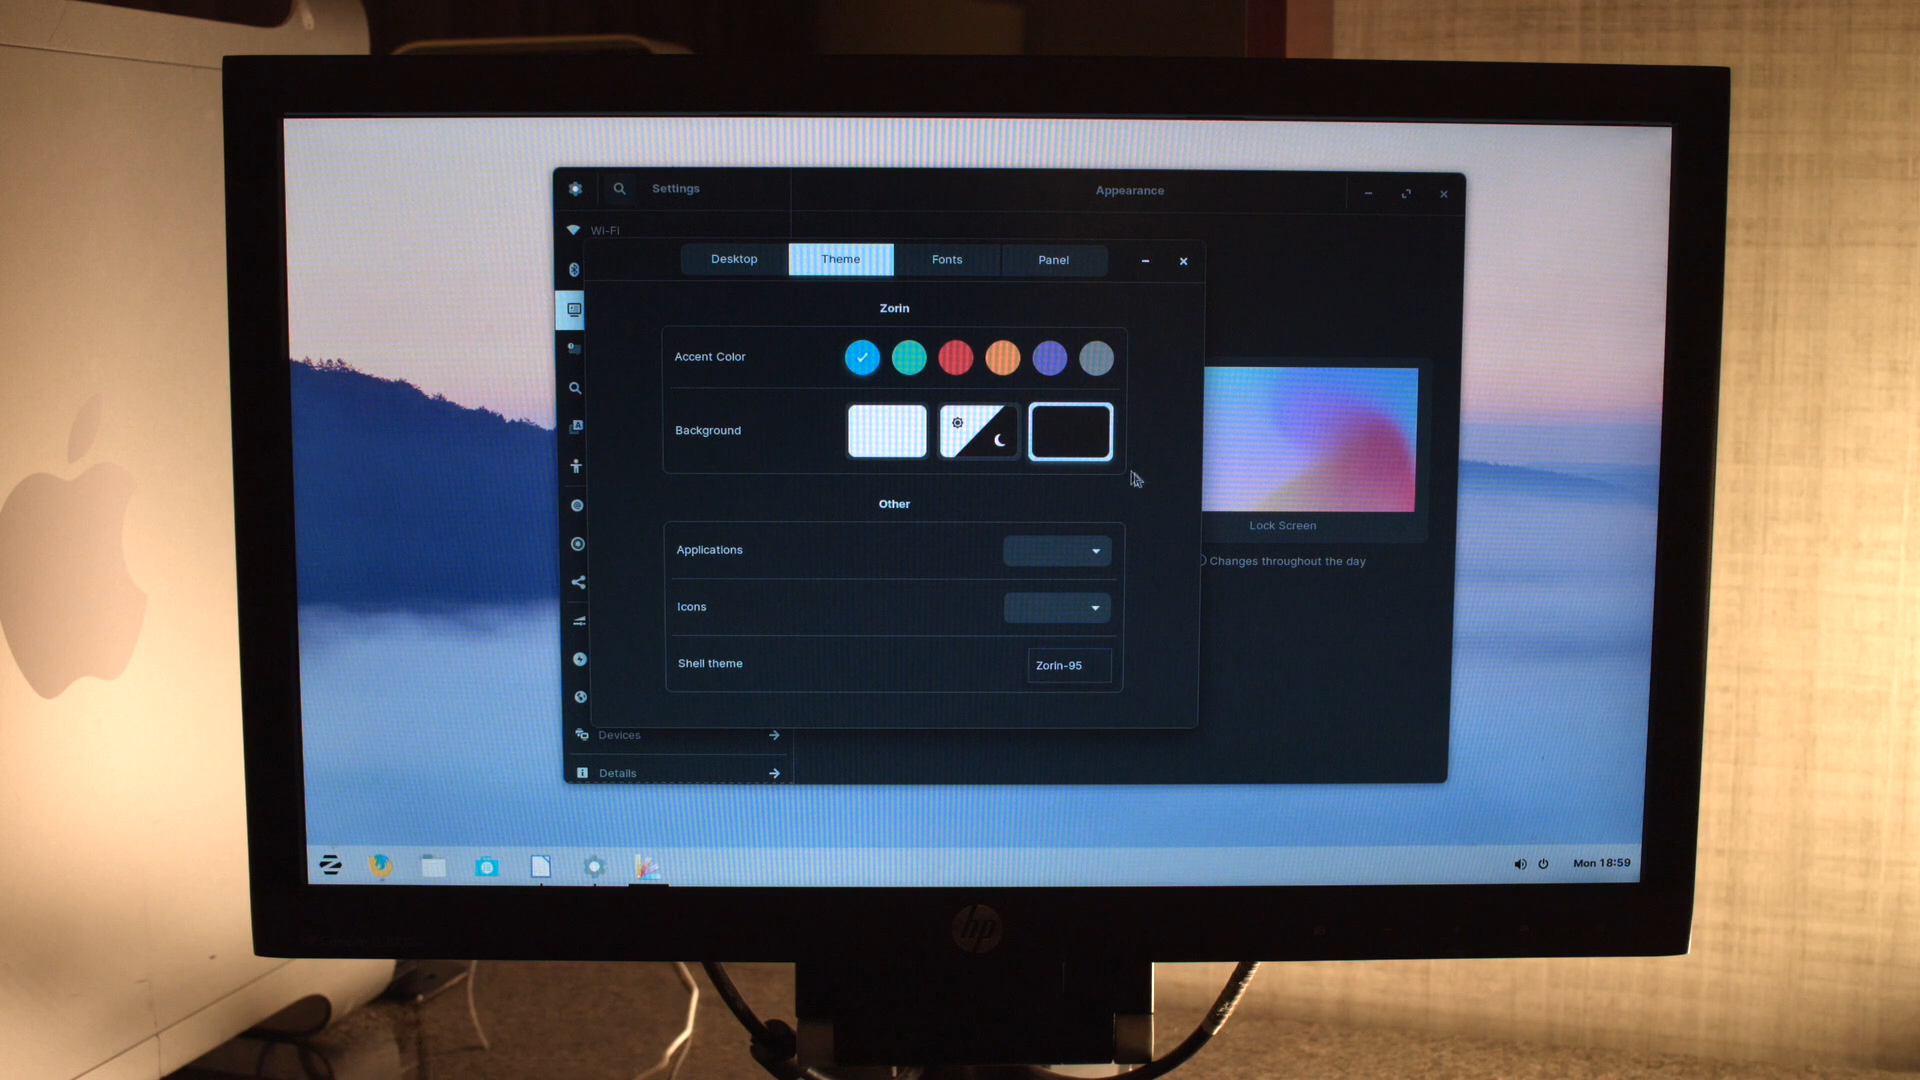 Settings
Appearance
Wi-Fi
Desktop
Theme
Fonts
Panel
Zorin
Accent Color
Background
Other
Applications
Icons
Shell theme
Zorin-95
Lock Screen
Changes throughout the day
Devices
Details
Mon 18:59
hp